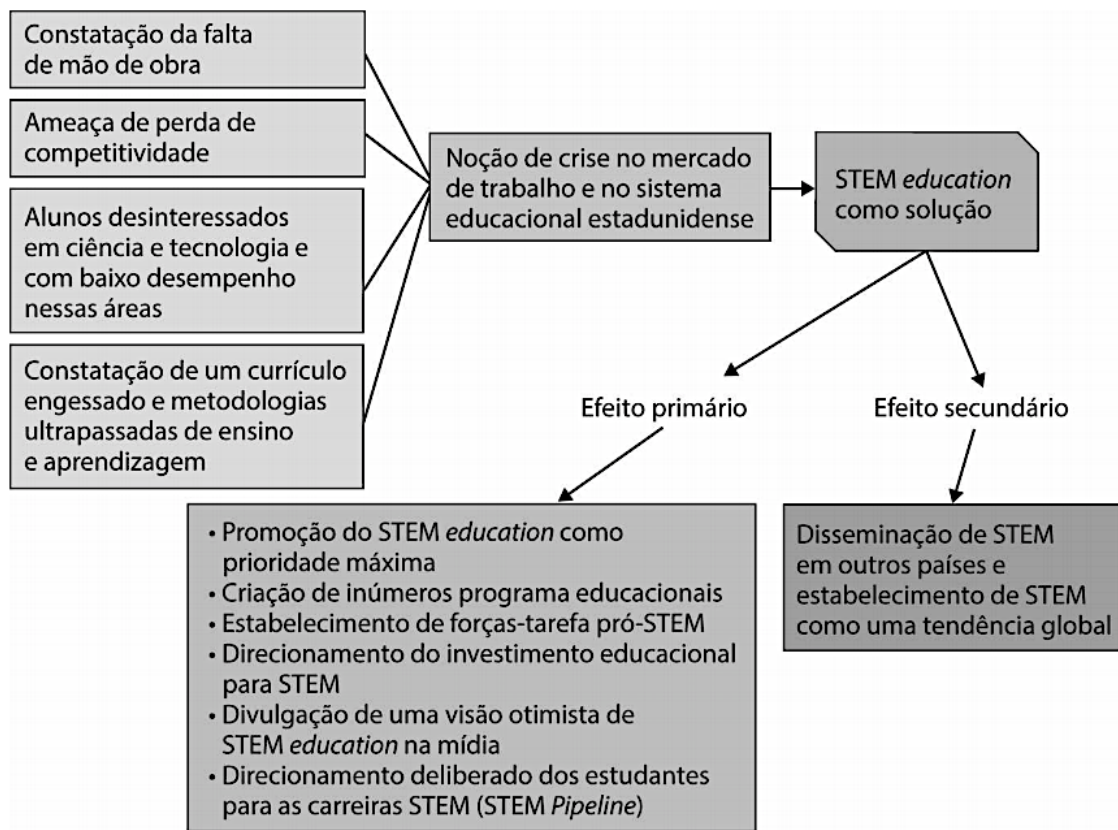 Constatação da falta
de mão de obra
Ameaça de perda de
competitividade
Alunos desinteressados
em ciência e tecnologia e
com baixo desempenho
nessas áreas
Constatação de um currículo
engessado e metodologias
ultrapassadas de ensino
e aprendizagem
Noção de crise no mercado
de trabalho e no sistema
educacional estadunidense
STEM education
como solução
Efeito primário
Efeito secundário
• Promoção do STEM education como
prioridade máxima
• Criação de inúmeros programa educacionais
• Estabelecimento de forças-tarefa pró-STEM
• Direcionamento do investimento educacional
para STEM
• Divulgação de uma visão otimista de
STEM education na mídia
• Direcionamento deliberado dos estudantes
para as carreiras STEM (STEM Pipeline)
Disseminação de STEM
em outros países e
estabelecimento de STEM
como uma tendência global